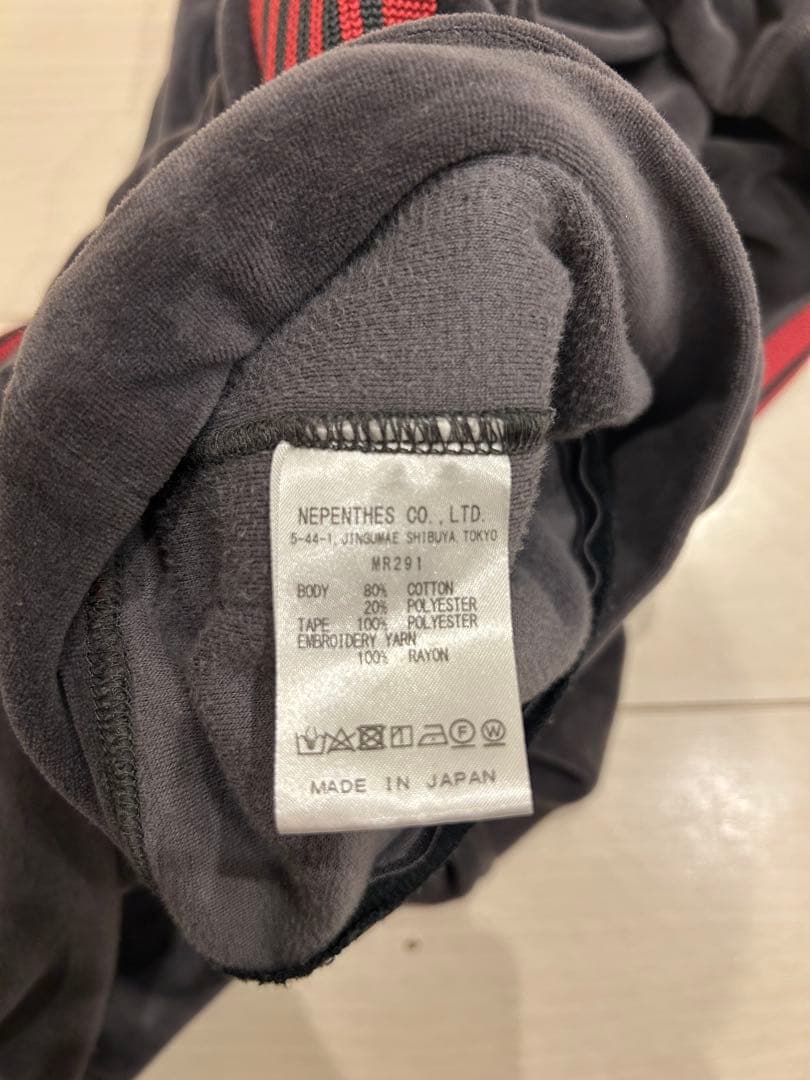 NEPENTHES CO.,LTD.
5-44-1, JINGUMAE SHIBUYA, TOKYO
MR291
BODY 80% COTTON
20% POLYESTER
TAPE 100% POLYESTER
EMBROIDERY YARN
100% RAYON
F W
MADE IN JAPAN